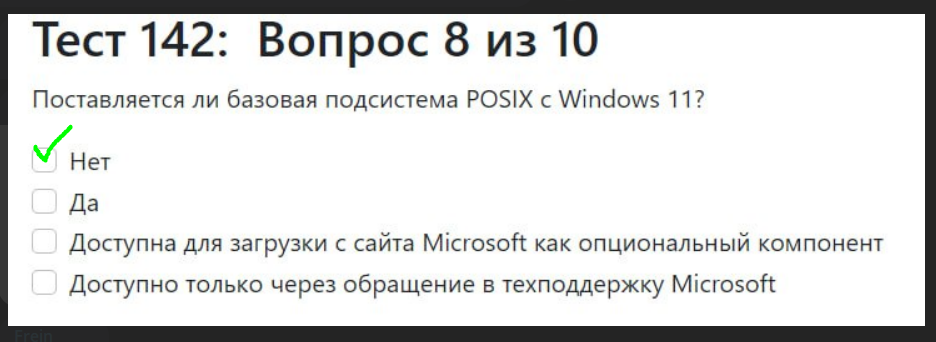 Тест 142: Вопрос 8 из 10
Поставляется ли базовая подсистема POSIX с Windows 11?
Нет
Да
Доступна для загрузки с сайта Microsoft как опциональный компонент
Доступно только через обращение в техподдержку Microsoft
Frein